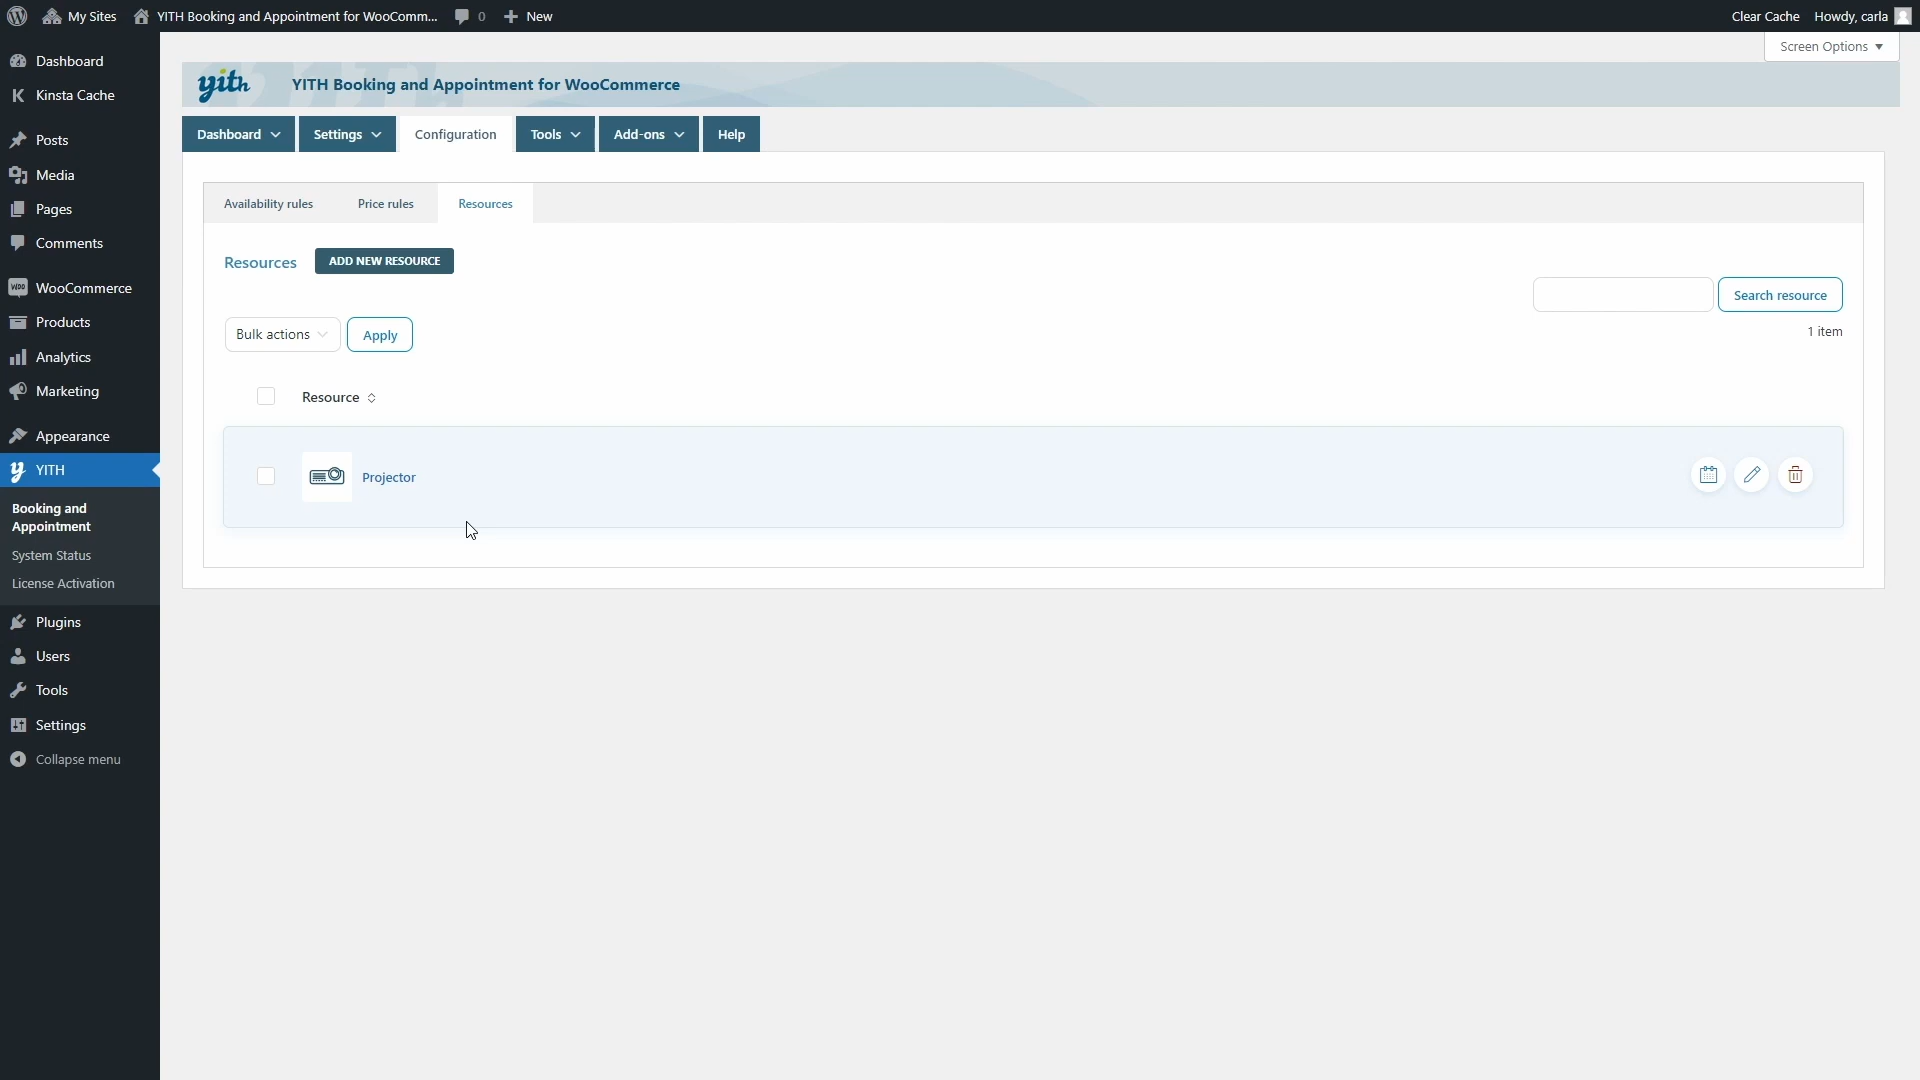 My Sites
YITH Booking and Appointment for WooComm...
0
New
Clear Cache
Howdy, carla
Screen Options
Dashboard
Kinsta Cache
Posts
Media
Pages
Comments
WooCommerce
Products
Analytics
Marketing
Appearance
YITH
Booking and
Appointment
System Status
License Activation
Plugins
Users
Tools
Settings
Collapse menu
yith
YITH Booking and Appointment for WooCommerce
Dashboard
Settings
Configuration
Tools
Add-ons
Help
Availability rules
Price rules
Resources
Resources
ADD NEW RESOURCE
Search resource
Bulk actions
Apply
1 item
Resource
Projector